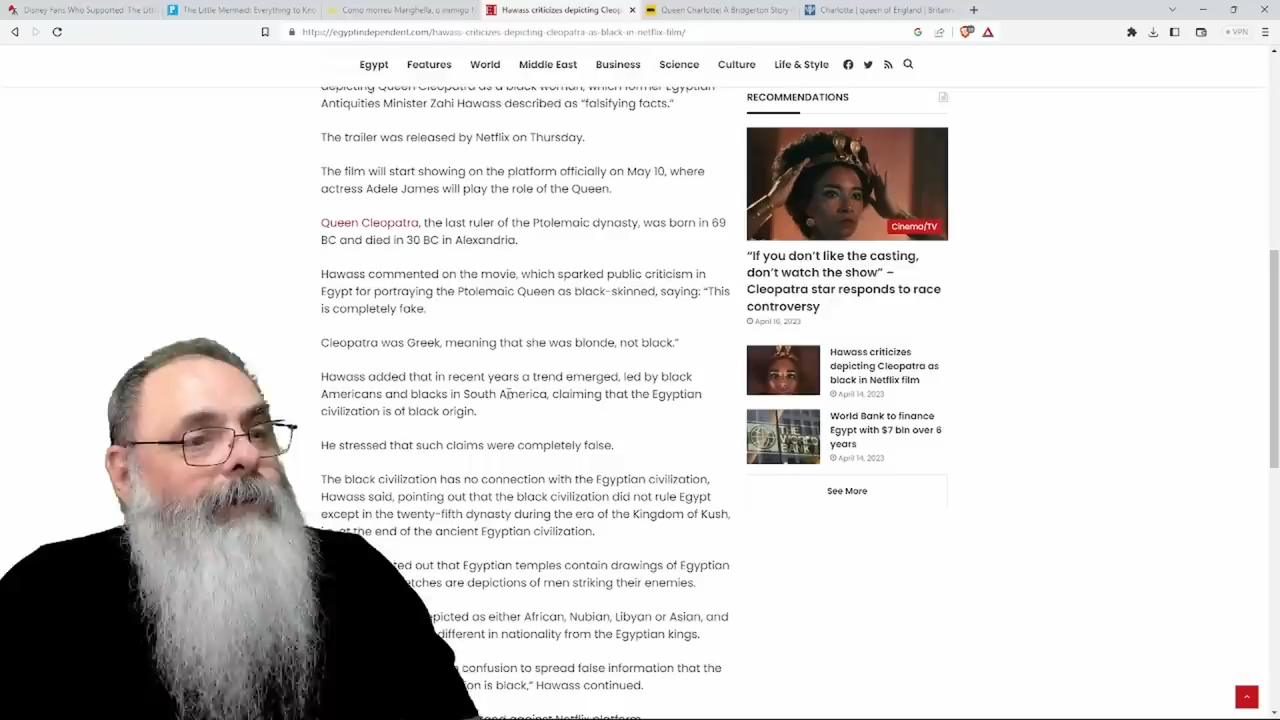 Disney Fans Who Supported The Littl
The Little Mermaid: Everything to Kno
Como morreu Marighella, o inimigo N
Hawass criticizes depicting Cleop
Queen Charlotte: A Bridgerton Story
Charlotte | queen of England | Britann
https://egyptindependent.com/hawass-criticizes-depicting-cleopatra-as-black-in-netflix-film/
VPN
Egypt Features World Middle East Business Science Culture Life & Style
depicting Queen Cleopatra as a black woman, which former Egyptian
Antiquities Minister Zahi Hawass described as “falsifying facts.”
The trailer was released by Netflix on Thursday.
The film will start showing on the platform officially on May 10, where
actress Adele James will play the role of the Queen.
Queen Cleopatra, the last ruler of the Ptolemaic dynasty, was born in 69
BC and died in 30 BC in Alexandria.
Hawass commented on the movie, which sparked public criticism in
Egypt for portraying the Ptolemaic Queen as black-skinned, saying: “This
is completely fake.
Cleopatra was Greek, meaning that she was blonde, not black.”
Hawass added that in recent years a trend emerged, led by black
Americans and blacks in South America, claiming that the Egyptian
civilization is of black origin.
He stressed that such claims were completely false.
The black civilization has no connection with the Egyptian civilization,
Hawass said, pointing out that the black civilization did not rule Egypt
except in the twenty-fifth dynasty during the era of the Kingdom of Kush,
at the end of the ancient Egyptian civilization.
ted out that Egyptian temples contain drawings of Egyptian
etches are depictions of men striking their enemies.
epicted as either African, Nubian, Libyan or Asian, and
different in nationality from the Egyptian kings.
confusion to spread false information that the
ion is black,” Hawass continued.
against Netflix platform
RECOMMENDATIONS
Cinema/TV
“If you don’t like the casting,
don’t watch the show” –
Cleopatra star responds to race
controversy
April 16, 2023
Hawass criticizes
depicting Cleopatra as
black in Netflix film
April 14, 2023
THE
WORLD
BANK
World Bank to finance
Egypt with $7 bln over 6
years
April 14, 2023
See More